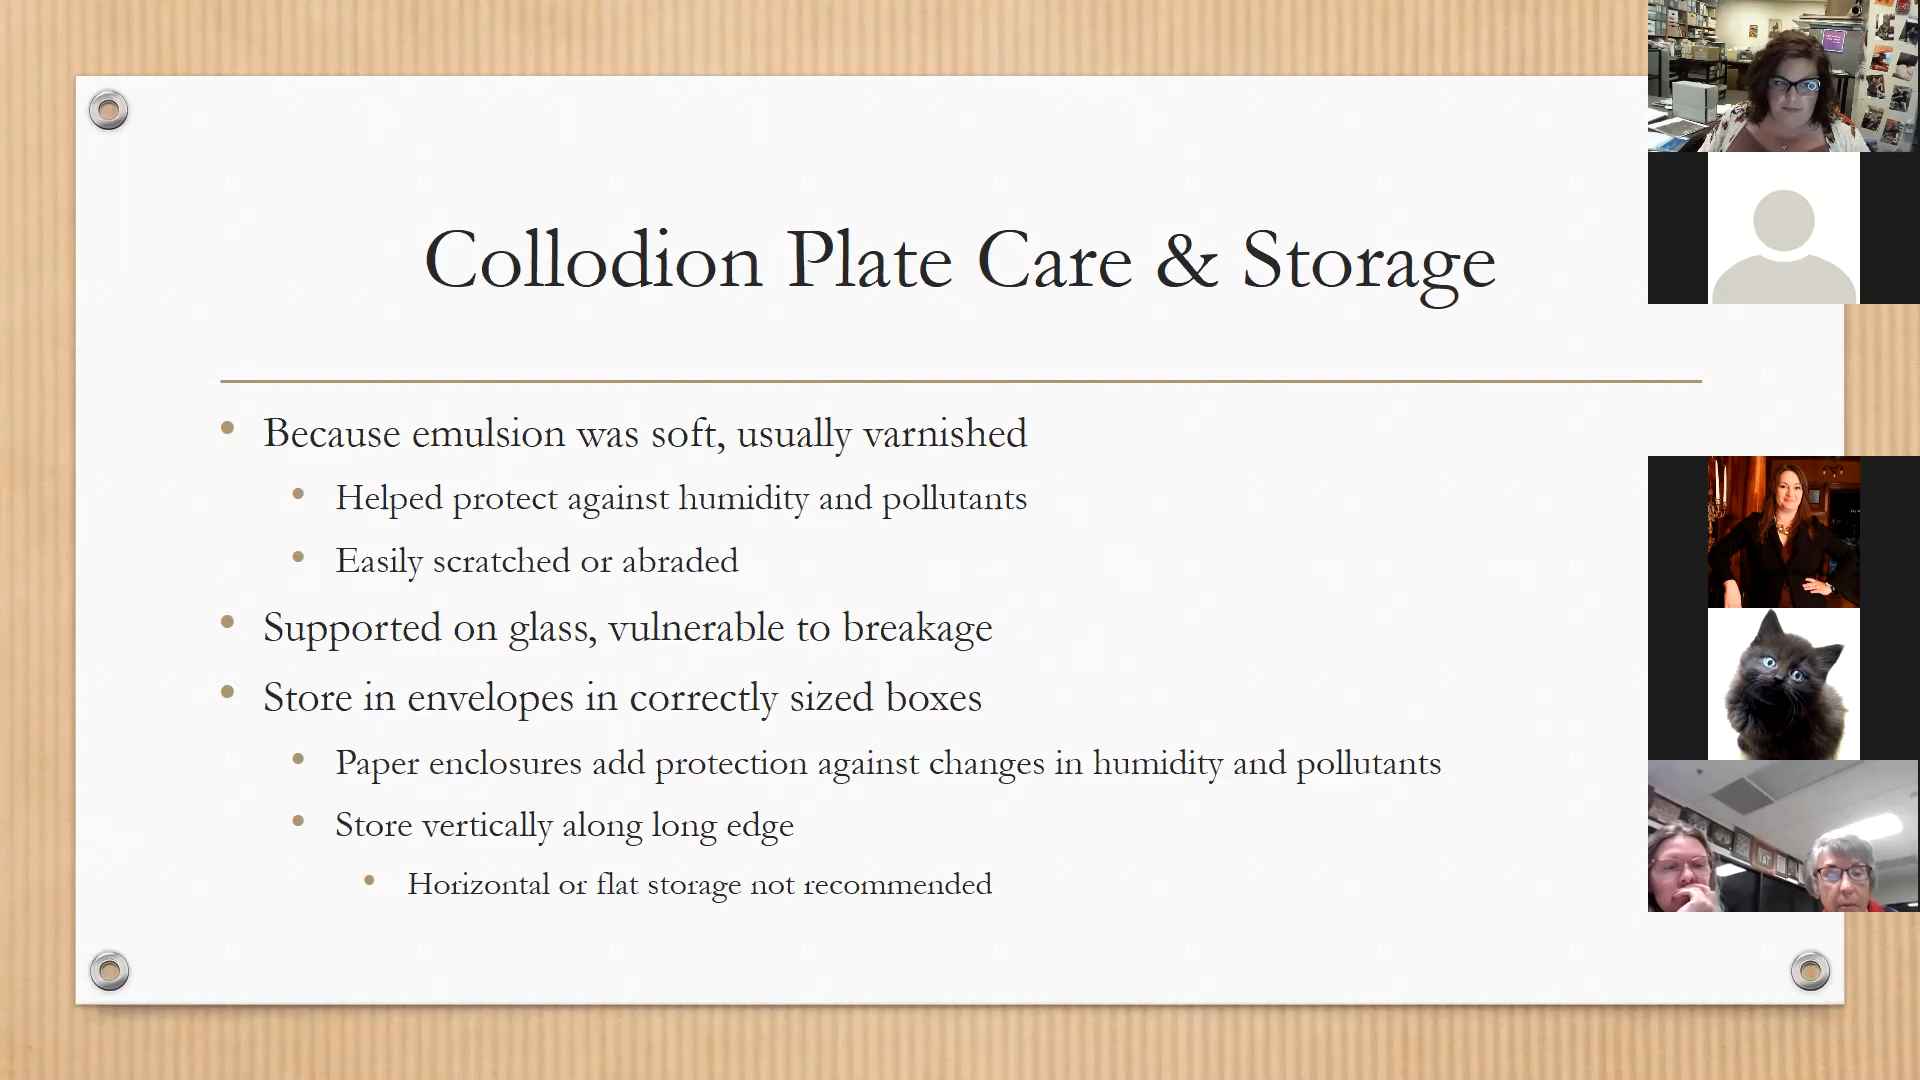 Collodion Plate Care & Storage
Because emulsion was soft, usually varnished
Helped protect against humidity and pollutants
Easily scratched or abraded
Supported on glass, vulnerable to breakage
Store in envelopes in correctly sized boxes
Paper enclosures add protection against changes in humidity and pollutants
Store vertically along long edge
Horizontal or flat storage not recommended